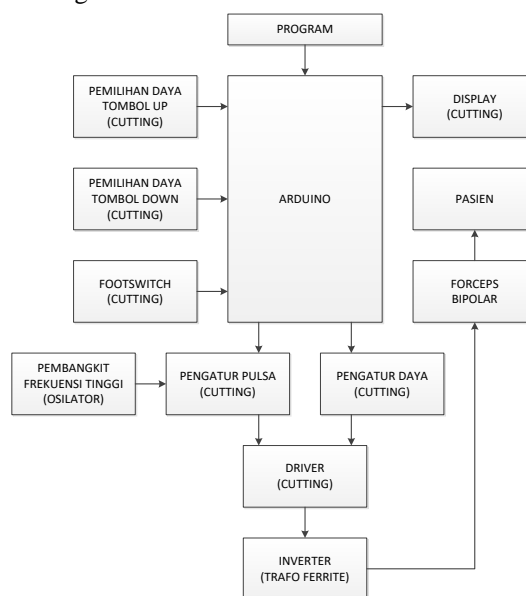 PROGRAM
PEMILIHAN DAYA
TOMBOL UP
(CUTTING)
DISPLAY
(CUTTING)
PEMILIHAN DAYA
TOMBOL DOWN
(CUTTING)
ARDUINO
PASIEN
FOOTSWITCH
(CUTTING)
FORCEPS
BIPOLAR
PEMBANGKIT
FREKUENSI TINGGI
(OSILATOR)
PENGATUR PULSA
(CUTTING)
PENGATUR DAYA
(CUTTING)
DRIVER
(CUTTING)
INVERTER
(TRAFO FERRITE)